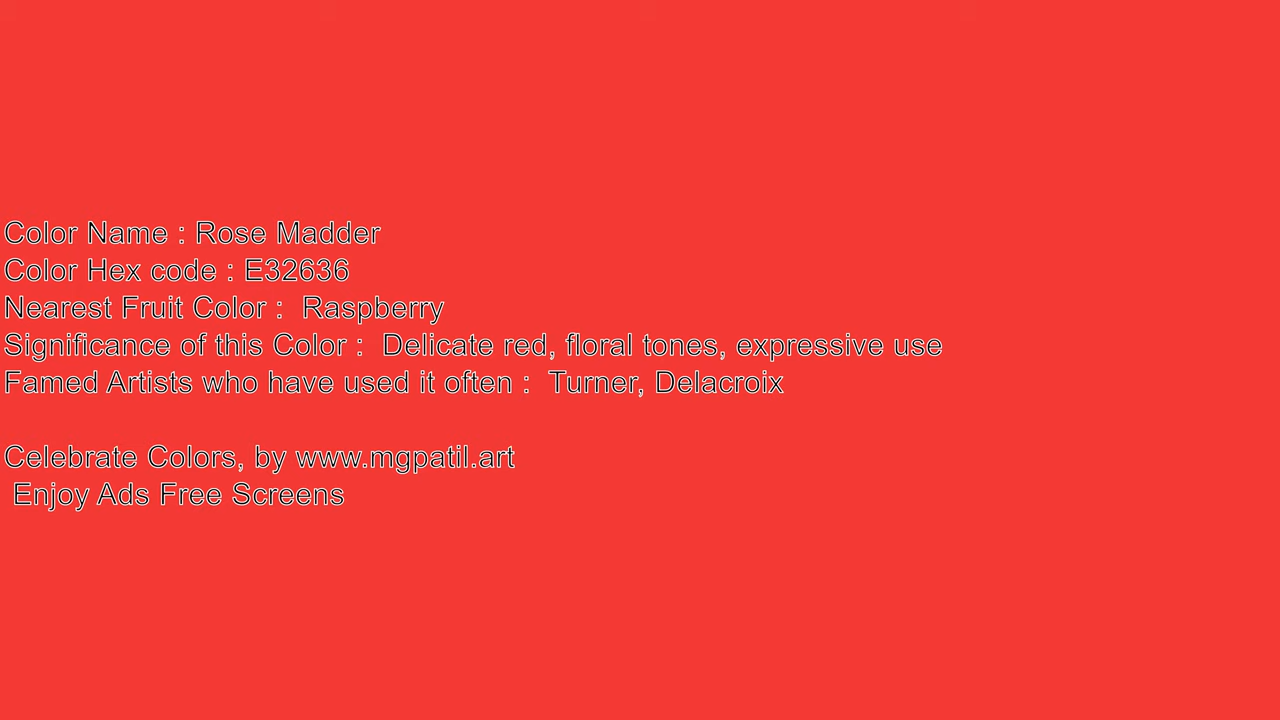 Color Name : Rose Madder
Color Hex code : E32636
Nearest Fruit Color :  Raspberry
Significance of this Color :  Delicate red, floral tones, expressive use
Famed Artists who have used it often :  Turner, Delacroix
Celebrate Colors, by www.mgpatil.art
Enjoy Ads Free Screens